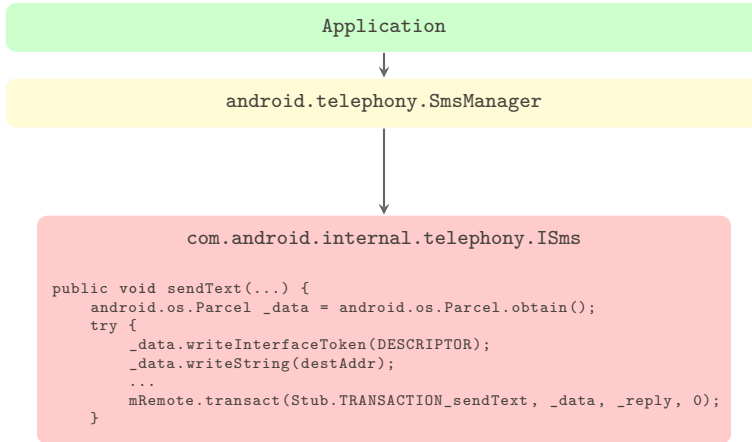 Application
android.telephony.SmsManager
com.android.internal.telephony.ISms
public void sendText(...) {
    android.os.Parcel _data = android.os.Parcel.obtain();
    try {
        _data.writeInterfaceToken(DESCRIPTOR);
        _data.writeString(destAddr);
        ...
        mRemote.transact(Stub.TRANSACTION_sendText, _data, _reply, 0);
    }